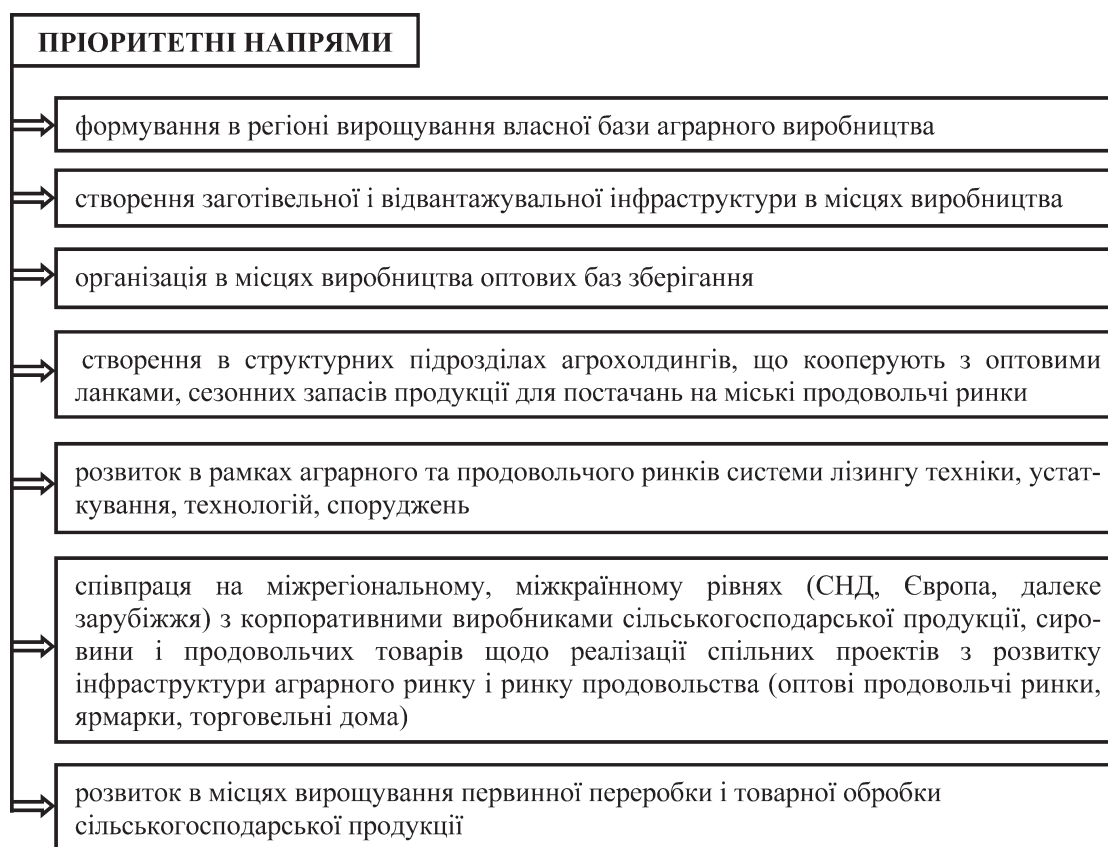 ПРІОРИТЕТНІ НАПРЯМИ
формування в регіоні вирощування власної бази аграрного виробництва
створення заготівельної і відвантажувальної інфраструктури в місцях виробництва
організація в місцях виробництва оптових баз зберігання
створення в структурних підрозділах агрохолдингів, що кооперують з оптовими
ланками, сезонних запасів продукції для постачань на міські продовольчі ринки
розвиток в рамках аграрного та продовольчого ринків системи лізингу техніки, устат-
кування, технологій, споруджень
співпраця на міжрегіональному, міжкраїнному рівнях (СНД, Європа, далеке
зарубіжжя) з корпоративними виробниками сільськогосподарської продукції, сиро-
вини і продовольчих товарів щодо реалізації спільних проектів з розвитку
інфраструктури аграрного ринку і ринку продовольства (оптові продовольчі ринки,
ярмарки, торговельні дома)
розвиток в місцях вирощування первинної переробки і товарної обробки
сільськогосподарської продукції